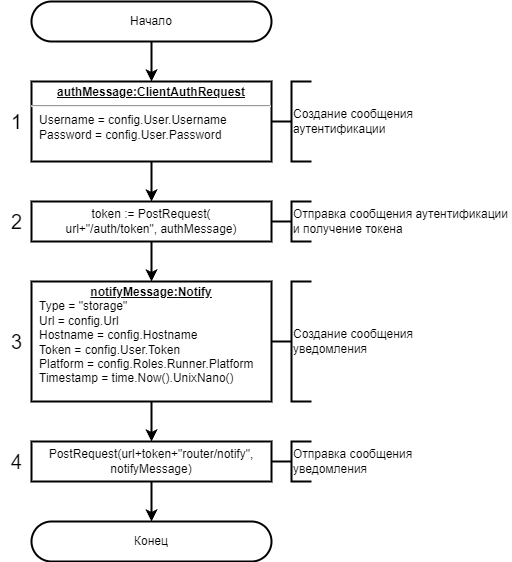 Начало
1
authMessage:ClientAuthRequest
Username = config.User.Username
Password = config.User.Password
Создание сообщения
аутентификации
2
token := PostRequest(
url+"/auth/token", authMessage)
Отправка сообщения аутентификации
и получение токена
3
notifyMessage:Notify
Type = "storage"
Url = config.Url
Hostname = config.Hostname
Token = config.User.Token
Platform = config.Roles.Runner.Platform
Timestamp = time.Now().UnixNano()
Создание сообщения
уведомления
4
PostRequest(url+token+"router/notify",
notifyMessage)
Отправка сообщения
уведомления
Конец